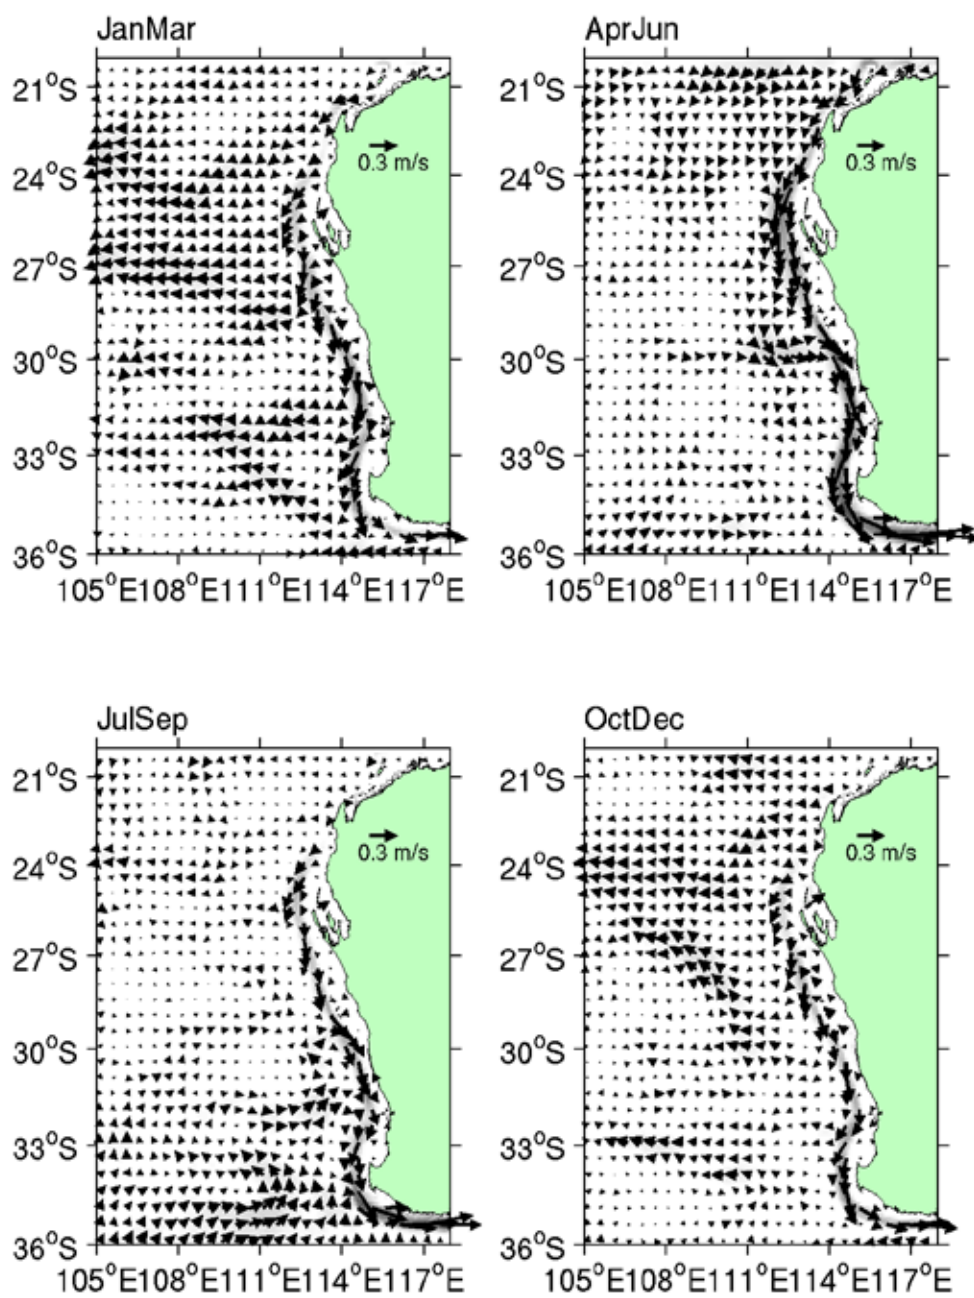 JanMar
AprJun
21°S 21°S
0.3 m/s 0.3 m/s
24°S 24°S
27°S 27°S
30°S 30°S
33°S 33°S
36°S 36°S
105°E108°E111°E114°E117°E 105°E108°E111°E114°E117°E
JulSep
OctDec
21°S 21°S
0.3 m/s 0.3 m/s
24°S 24°S
27°S 27°S
30°S 30°S
33°S 33°S
36°S 36°S
105°E108°E111°E114°E117°E 105°E108°E111°E114°E117°E